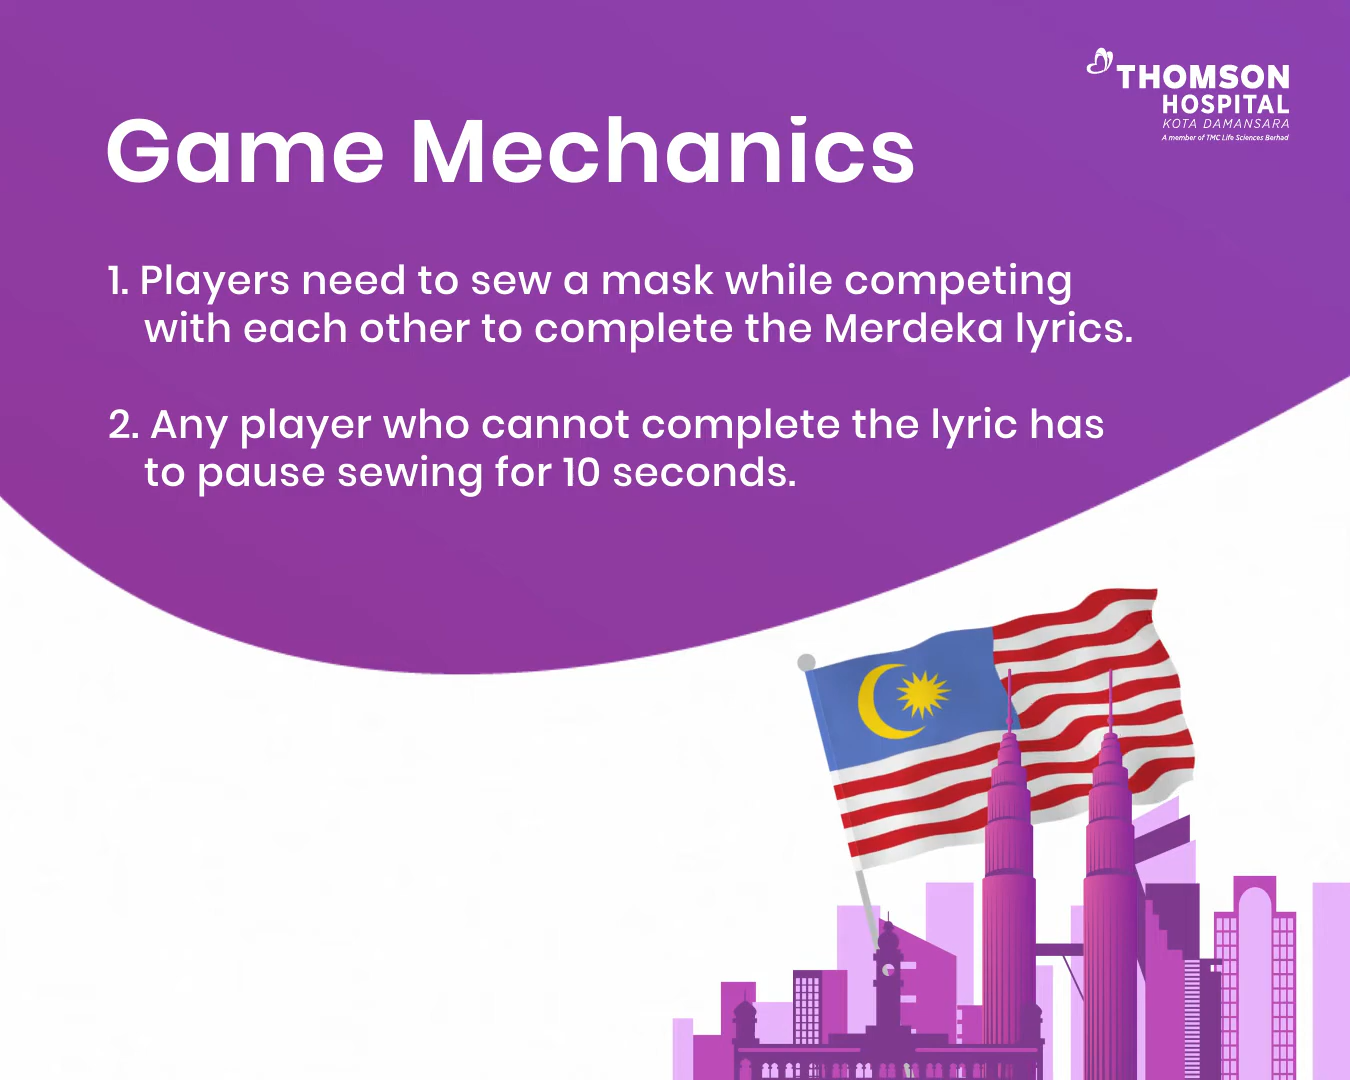 THOMSON
HOSPITAL
KOTA DAMANSARA
A member of TMC Life Sciences Berhad
Game Mechanics
1. Players need to sew a mask while competing
with each other to complete the Merdeka lyrics.
2. Any player who cannot complete the lyric has
to pause sewing for 10 seconds.